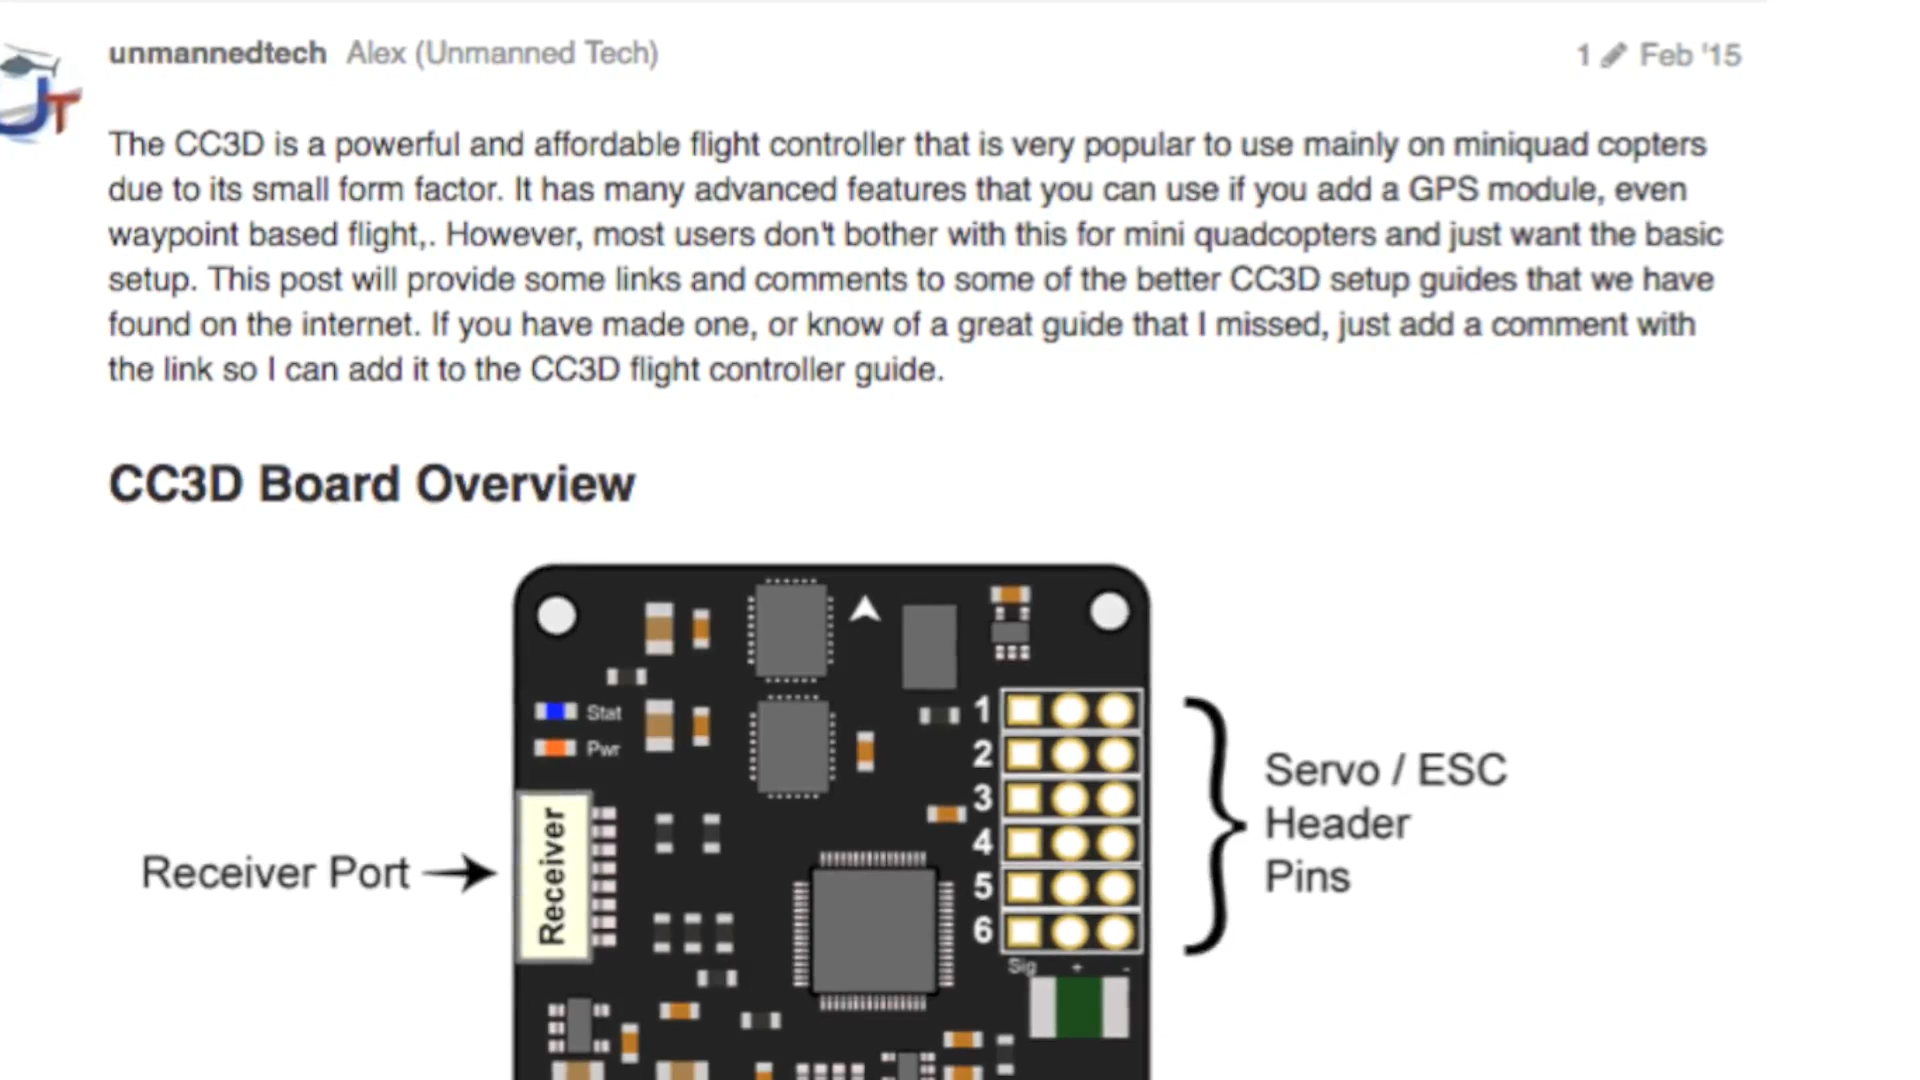 unmannedtech Alex (Unmanned Tech) 1 Feb '15
UT
The CC3D is a powerful and affordable flight controller that is very popular to use mainly on miniquad copters
due to its small form factor. It has many advanced features that you can use if you add a GPS module, even
waypoint based flight,. However, most users don't bother with this for mini quadcopters and just want the basic
setup. This post will provide some links and comments to some of the better CC3D setup guides that we have
found on the internet. If you have made one, or know of a great guide that I missed, just add a comment with
the link so I can add it to the CC3D flight controller guide.
CC3D Board Overview
Stat
Pwr
Receiver Port
Receiver
1
2
3
4
5
6
Sig + -
Servo / ESC
Header
Pins